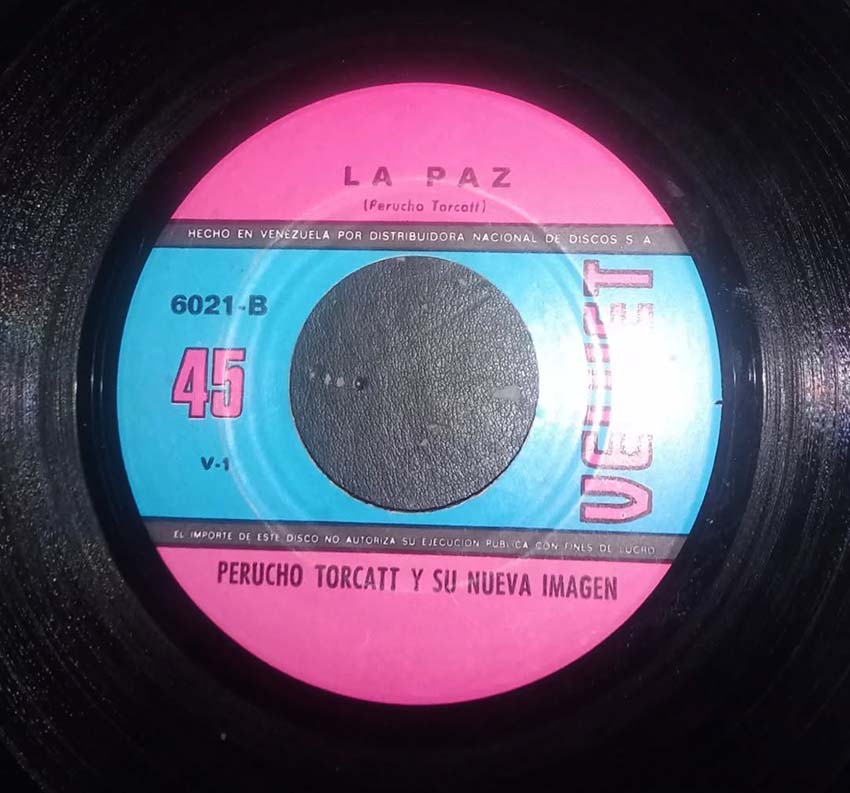 LA PAZ
(Perucho Torcatt)
HECHO EN VENEZUELA POR DISTRIBUIDORA NACIONAL DE DISCOS S. A.
6021-B
45
V-1
VELVET
EL IMPORTE DE ESTE DISCO NO AUTORIZA SU EJECUCION PUBLICA CON FINES DE LUCRO
PERUCHO TORCATT Y SU NUEVA IMAGEN